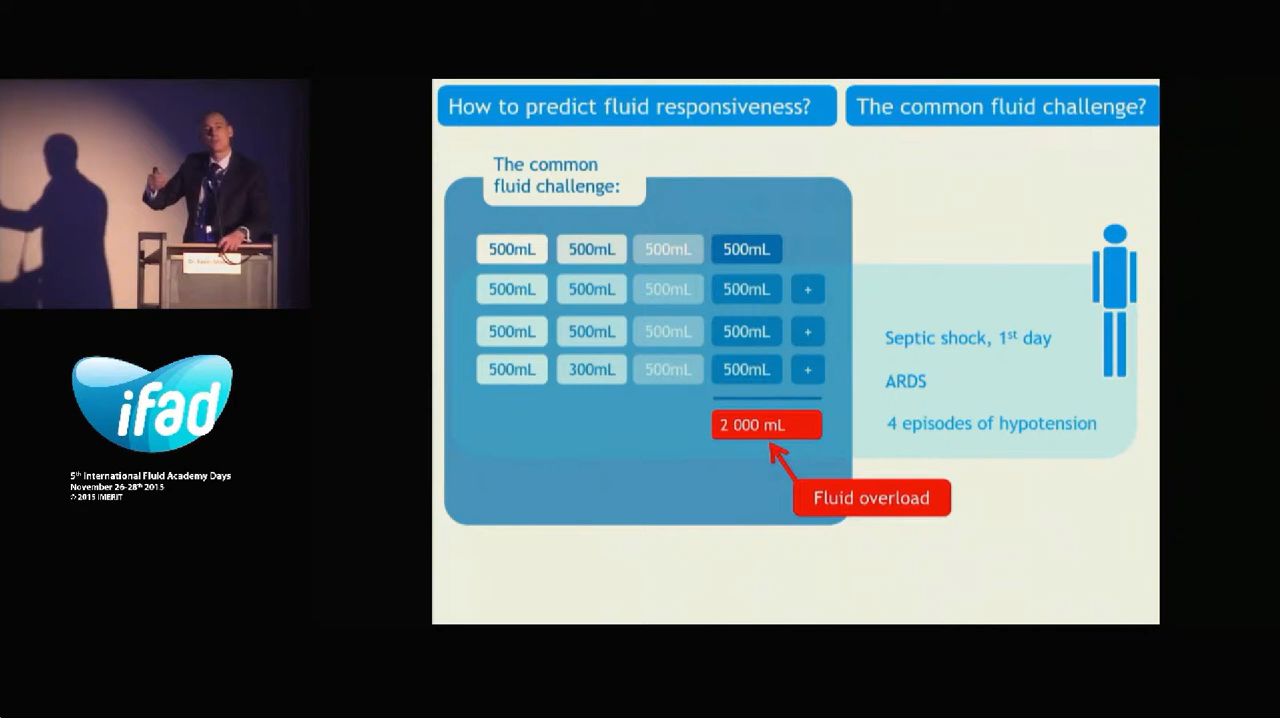 How to predict fluid responsiveness?
The common fluid challenge?
The common
fluid challenge:
500mL 500mL 500mL 500mL
500mL 500mL 500mL 500mL +
500mL 500mL 500mL 500mL +
500mL 300mL 500mL 500mL +
2 000 mL
Fluid overload
Septic shock, 1st day
ARDS
4 episodes of hypotension
ifad
5th International Fluid Academy Days
November 26-28th 2015
© 2015 IMERIT